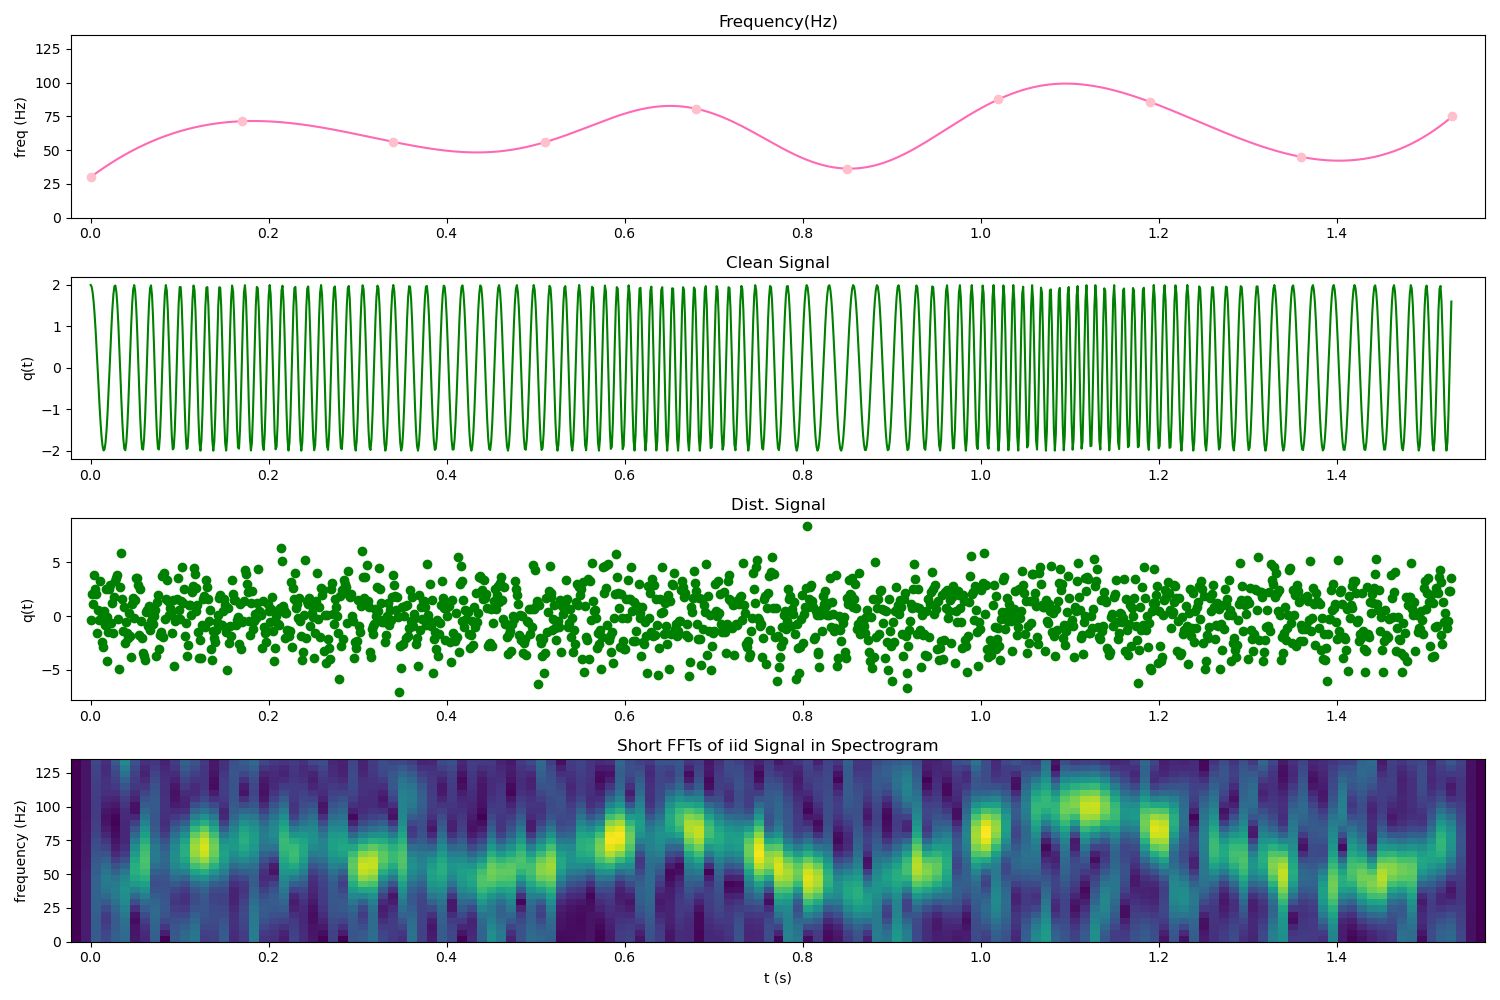 Frequency(Hz)
freq (Hz)
125
100
75
50
25
0
0.0 0.2 0.4 0.6 0.8 1.0 1.2 1.4
Clean Signal
q(t)
2
1
0
−1
−2
0.0 0.2 0.4 0.6 0.8 1.0 1.2 1.4
Dist. Signal
q(t)
5
0
−5
0.0 0.2 0.4 0.6 0.8 1.0 1.2 1.4
Short FFTs of iid Signal in Spectrogram
frequency (Hz)
125
100
75
50
25
0
0.0 0.2 0.4 0.6 0.8 1.0 1.2 1.4
t (s)